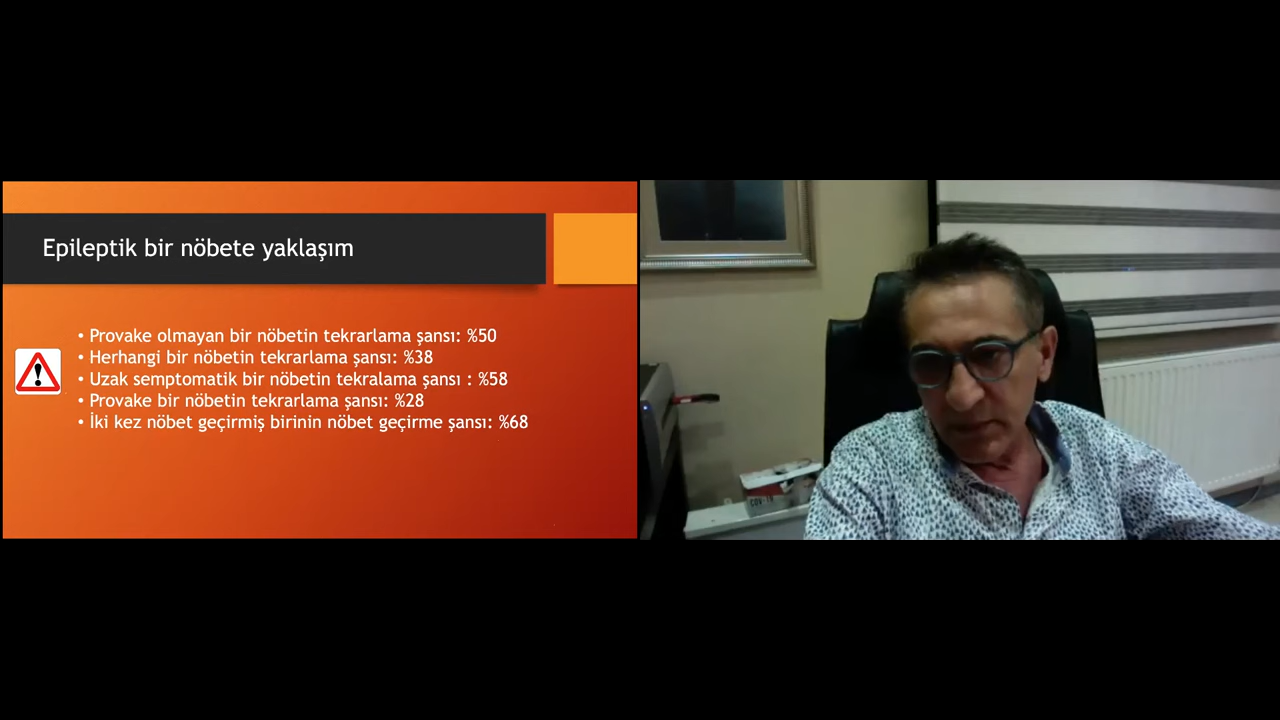 Epileptik bir nöbete yaklaşım
• Provake olmayan bir nöbetin tekrarlama şansı: %50
• Herhangi bir nöbetin tekrarlama şansı: %38
• Uzak semptomatik bir nöbetin tekralama şansı : %58
• Provake bir nöbetin tekrarlama şansı: %28
• İki kez nöbet geçirmiş birinin nöbet geçirme şansı: %68